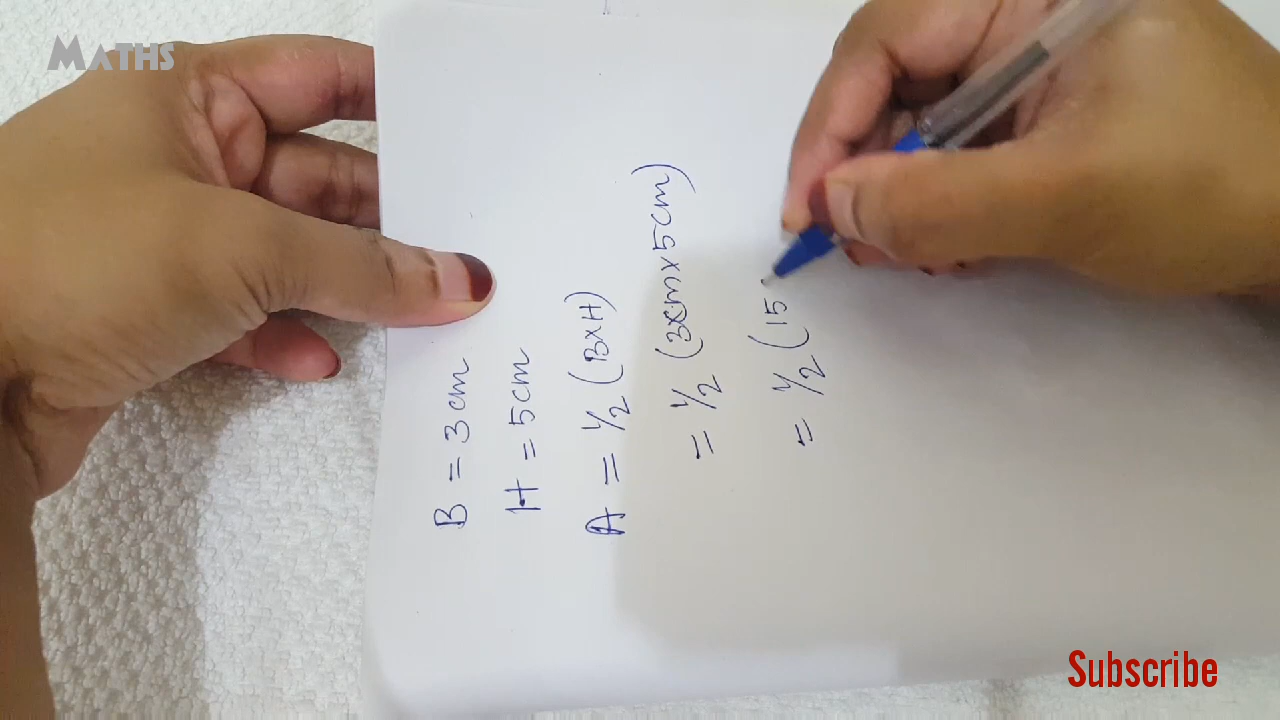 MATHS
B = 3cm
H = 5cm
A = 1/2 (B×H)
= 1/2 (3cm×5cm)
= 1/2 (15
Subscribe